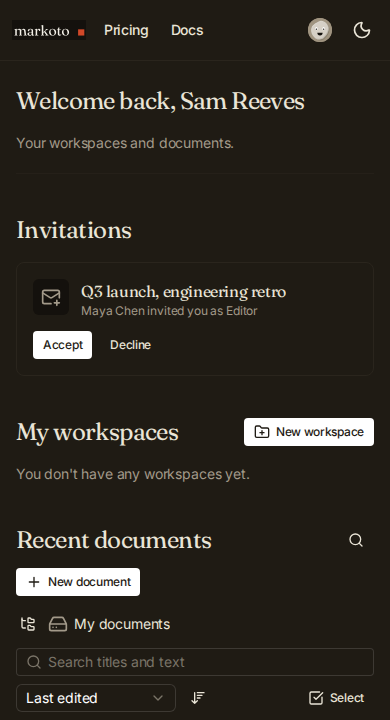 markoto
Pricing
Docs
Welcome back, Sam Reeves
Your workspaces and documents.
Invitations
Q3 launch, engineering retro
Maya Chen invited you as Editor
Accept
Decline
My workspaces
New workspace
You don't have any workspaces yet.
Recent documents
New document
My documents
Search titles and text
Last edited
Select